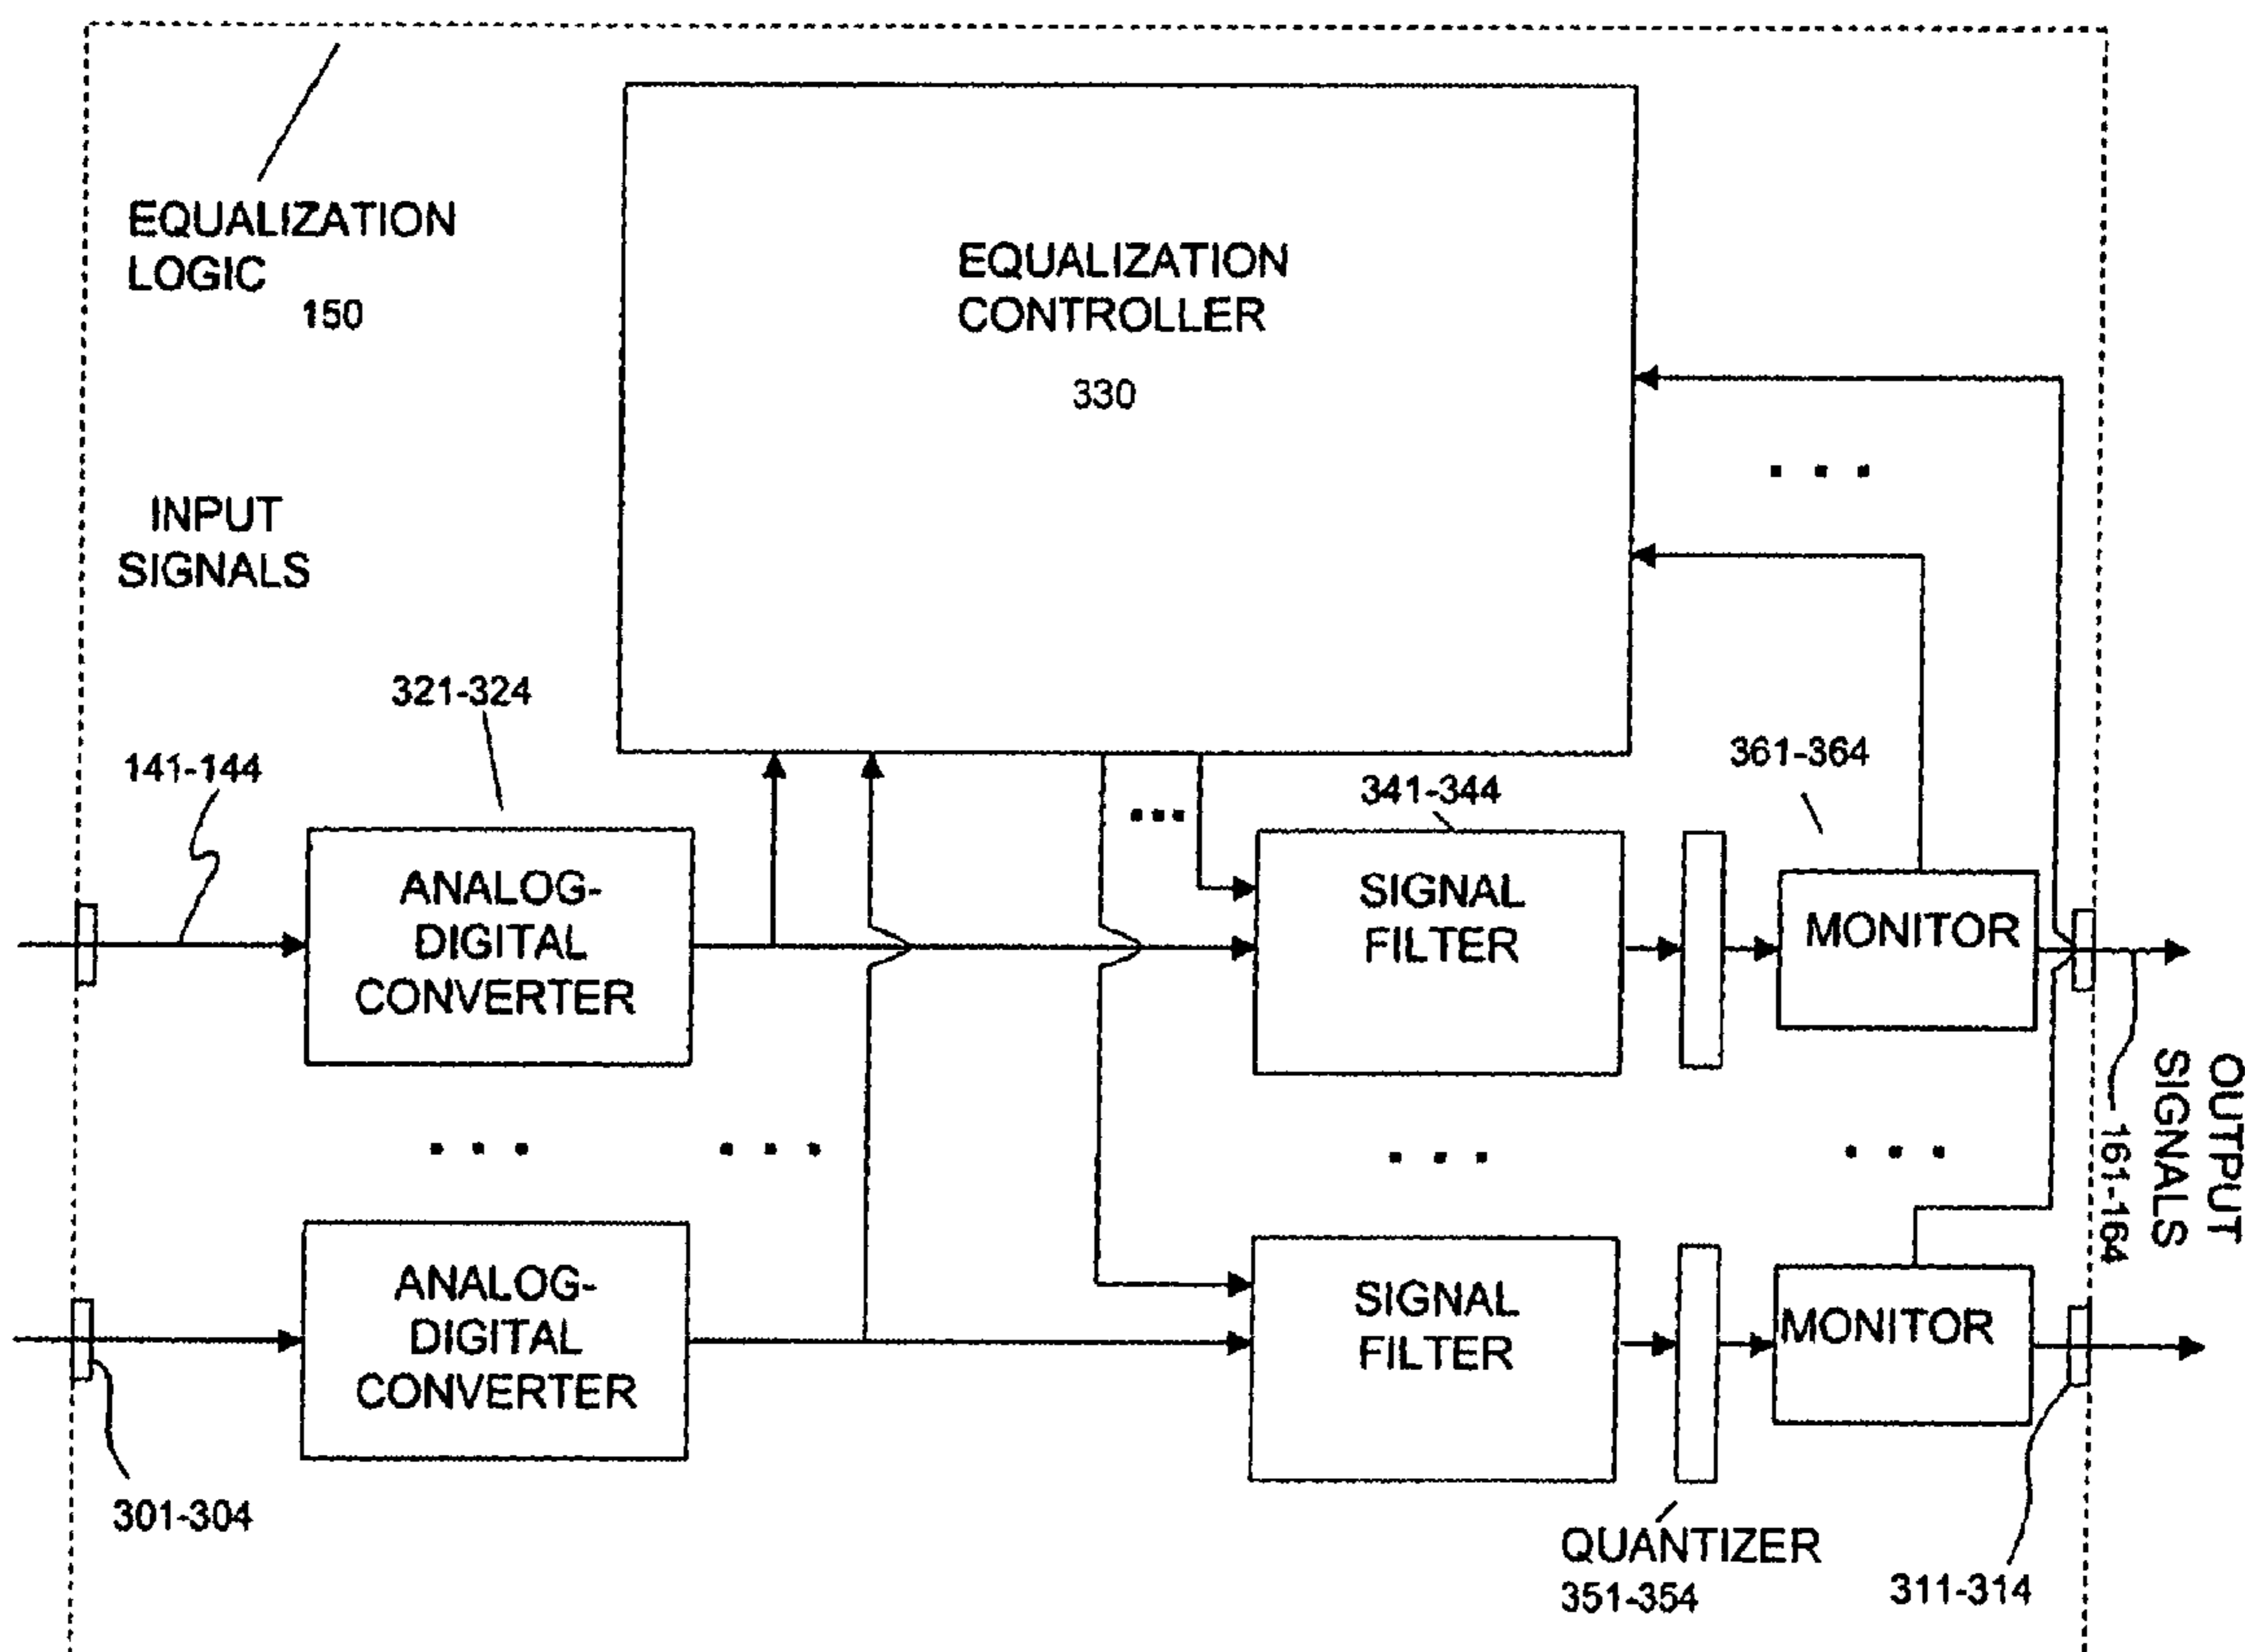 EQUALIZATION
LOGIC
150
EQUALIZATION
CONTROLLER
330
INPUT
SIGNALS
321-324
141-144
361-364
341-344
ANALOG-
DIGITAL
CONVERTER
SIGNAL
FILTER
MONITOR
OUTPUT
SIGNALS
161-164
ANALOG-
DIGITAL
CONVERTER
SIGNAL
FILTER
MONITOR
301-304
QUANTIZER
351-354
311-314